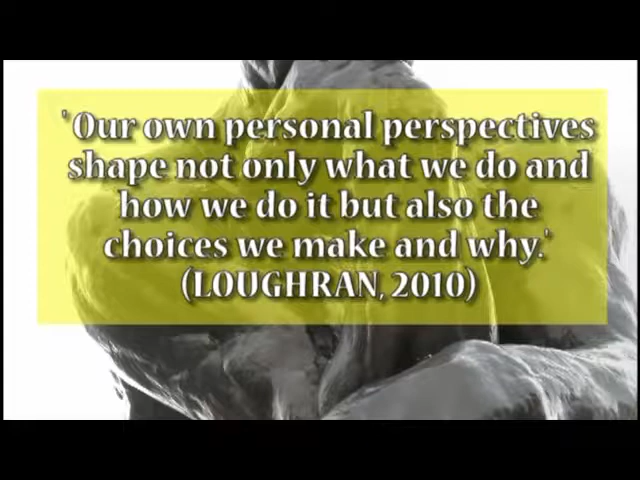 'Our own personal perspectives
shape not only what we do and
how we do it but also the
choices we make and why.'
(LOUGHRAN, 2010)